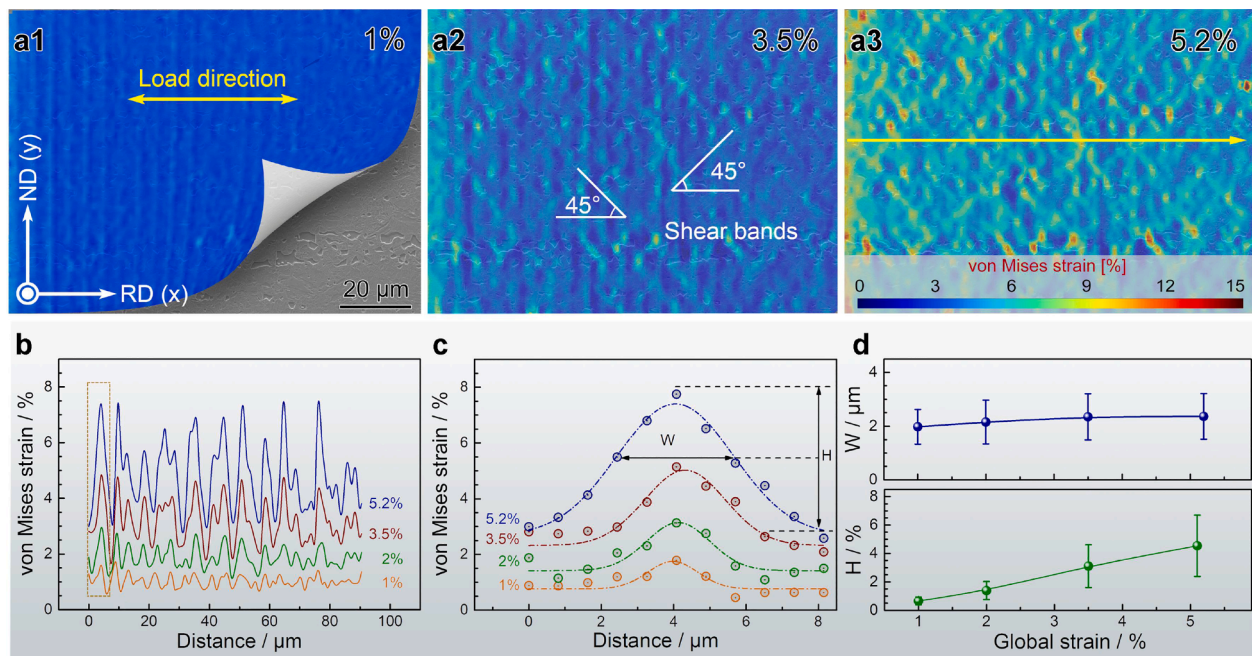 a1
1%
Load direction
ND (y)
RD (x)
20 µm
a2
3.5%
45°
45°
Shear bands
a3
5.2%
von Mises strain [%]
0 3 6 9 12 15
b
von Mises strain / %
8
6
4
2
0
5.2%
3.5%
2%
1%
0 20 40 60 80 100
Distance / µm
c
von Mises strain / %
8
6
4
2
0
W
H
5.2%
3.5%
2%
1%
0 2 4 6 8
Distance / µm
d
W / µm
4
2
0
H / %
8
6
4
2
0
1 2 3 4 5
Global strain / %